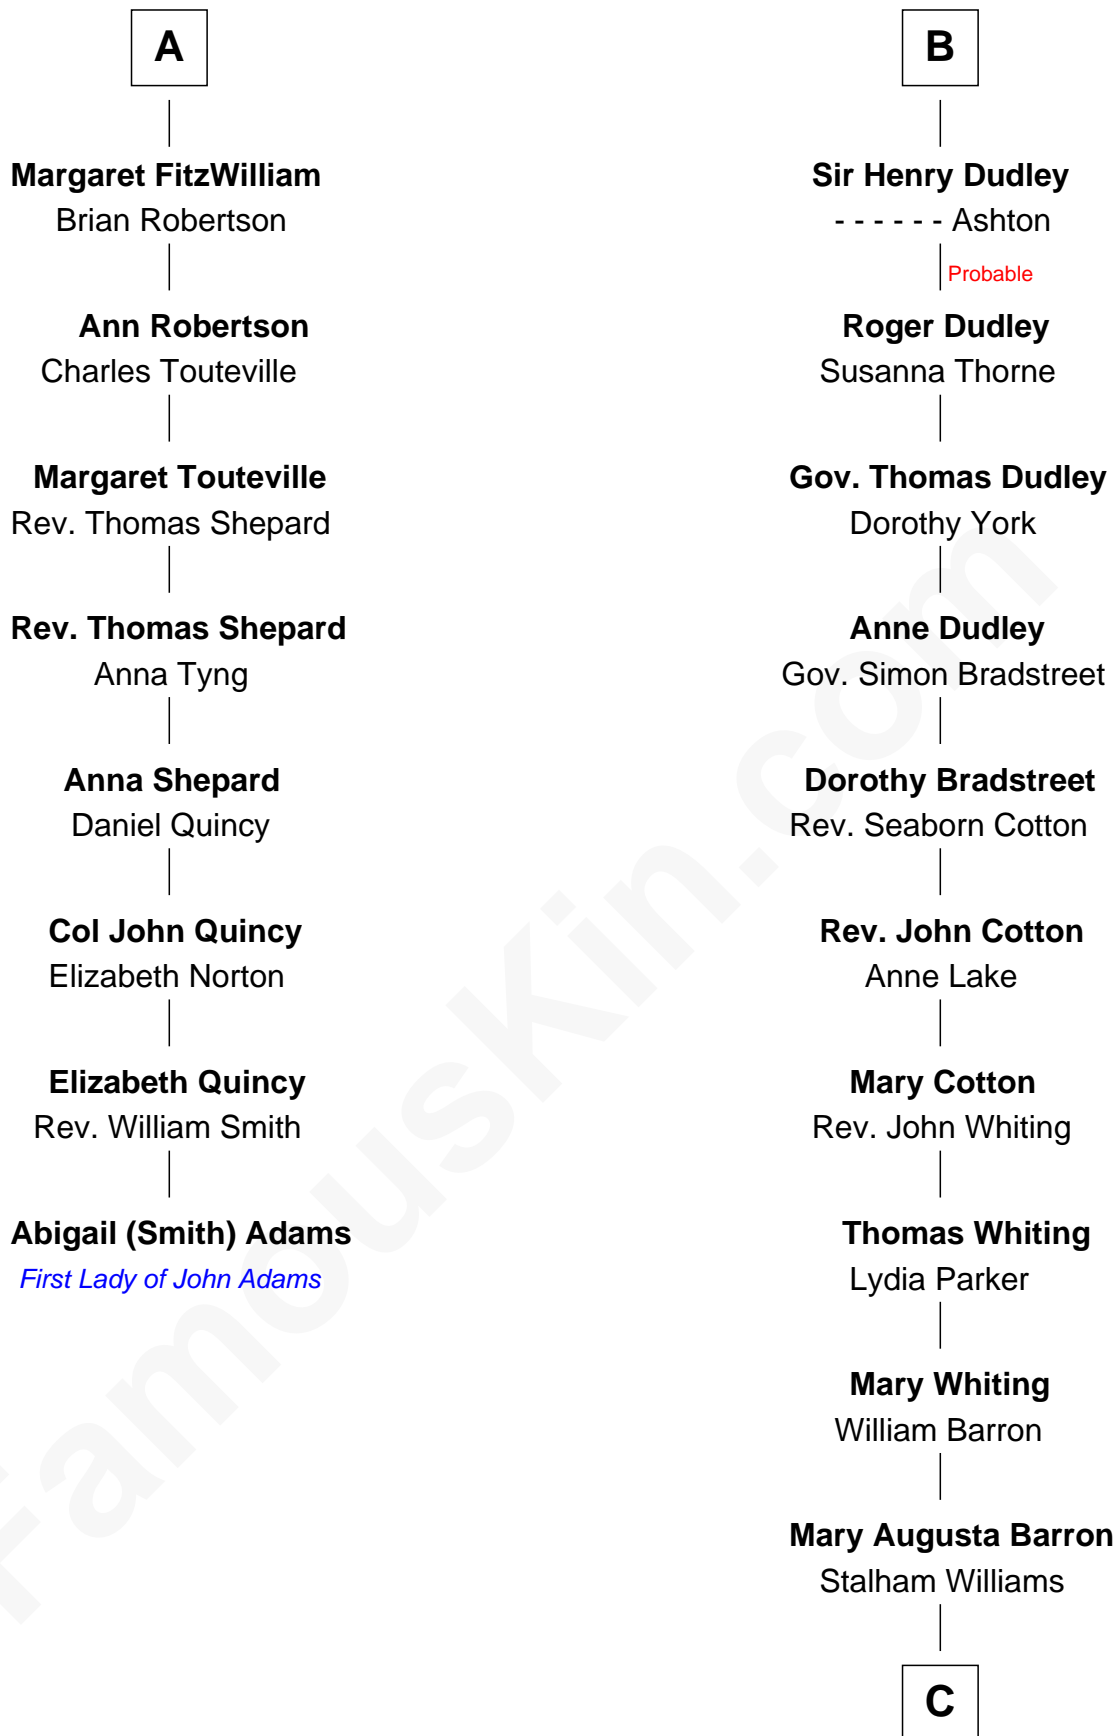 A
Margaret FitzWilliam
Brian Robertson
Ann Robertson
Charles Touteville
Margaret Touteville
Rev. Thomas Shepard
Rev. Thomas Shepard
Anna Tyng
Anna Shepard
Daniel Quincy
Col John Quincy
Elizabeth Norton
Elizabeth Quincy
Rev. William Smith
Abigail (Smith) Adams
First Lady of John Adams
B
Sir Henry Dudley
- - - - - - Ashton
Probable
Roger Dudley
Susanna Thorne
Gov. Thomas Dudley
Dorothy York
Anne Dudley
Gov. Simon Bradstreet
Dorothy Bradstreet
Rev. Seaborn Cotton
Rev. John Cotton
Anne Lake
Mary Cotton
Rev. John Whiting
Thomas Whiting
Lydia Parker
Mary Whiting
William Barron
Mary Augusta Barron
Stalham Williams
C
FamousKin.com